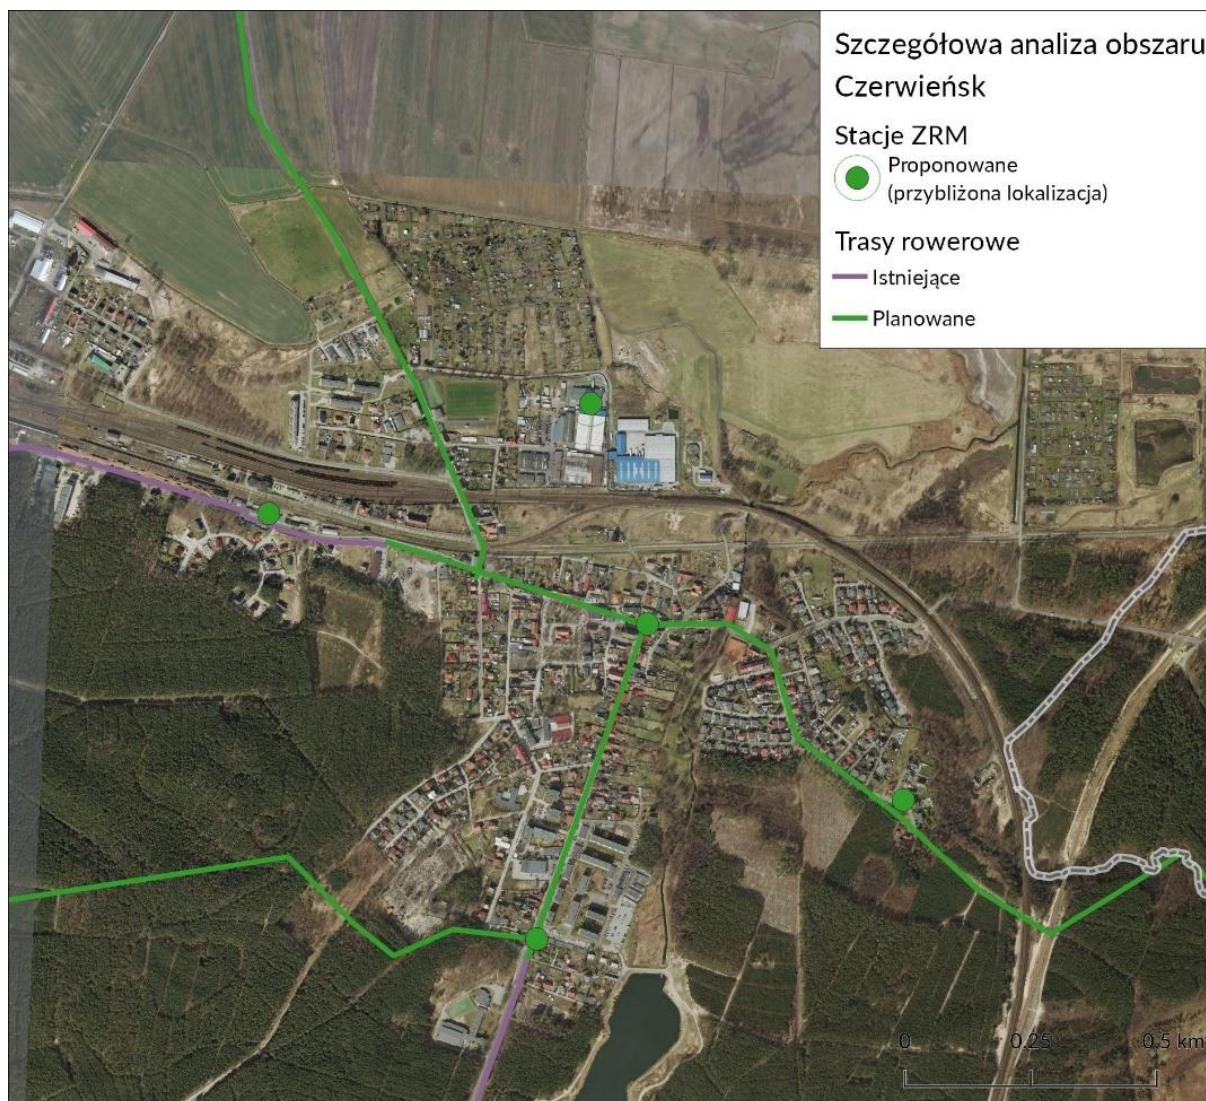 Szczegółowa analiza obszaru
Czerwieńsk
Stacje ZRM
Proponowane
(przybliżona lokalizacja)
Trasy rowerowe
Istniejące
Planowane
0 0.25 0.5 km